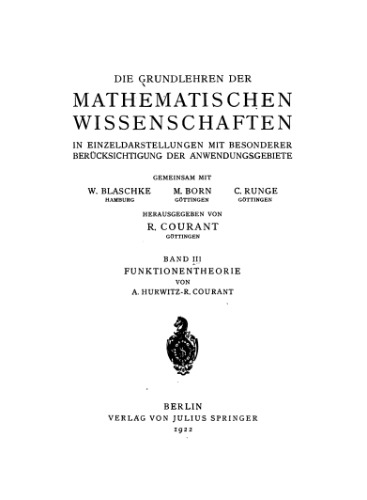 DIE GRUNDLEHREN DER
MATHEMATISCHEN
WISSENSCHAFTEN
IN EINZELDARSTELLUNGEN MIT BESONDERER
BERÜCKSICHTIGUNG DER ANWENDUNGSGEBIETE
GEMEINSAM MIT
W. BLASCHKE M. BORN C. RUNGE
HAMBURG GÖTTINGEN GÖTTINGEN
HERAUSGEGEBEN VON
R. COURANT
GÖTTINGEN
BAND III
FUNKTIONENTHEORIE
VON
A. HURWITZ-R. COURANT
BERLIN
VERLAG VON JULIUS SPRINGER
1922